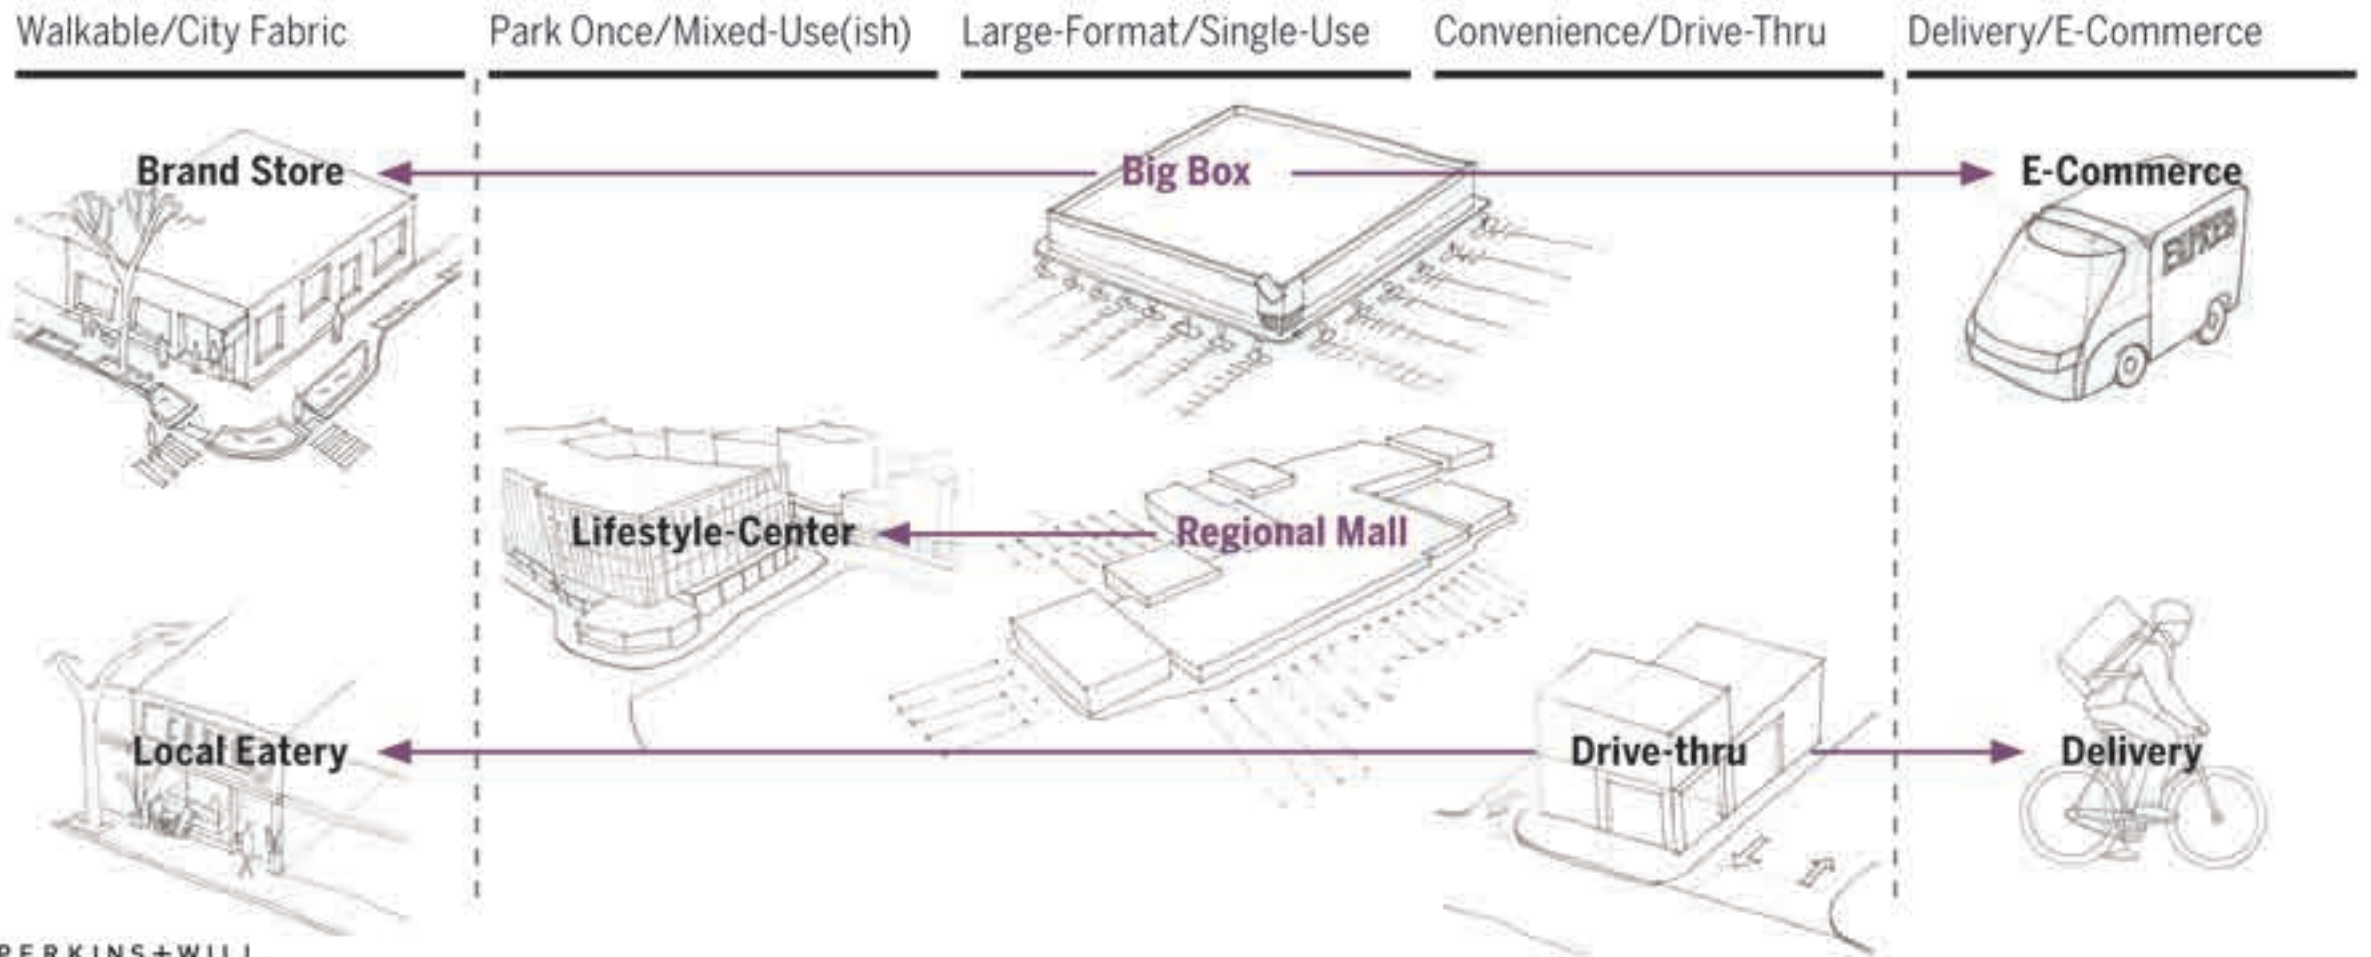 Walkable/City Fabric
Park Once/Mixed-Use(ish)
Large-Format/Single-Use
Convenience/Drive-Thru
Delivery/E-Commerce
Brand Store
Big Box
E-Commerce
Lifestyle-Center
Regional Mall
Local Eatery
Drive-thru
Delivery
PERKINS+WILL